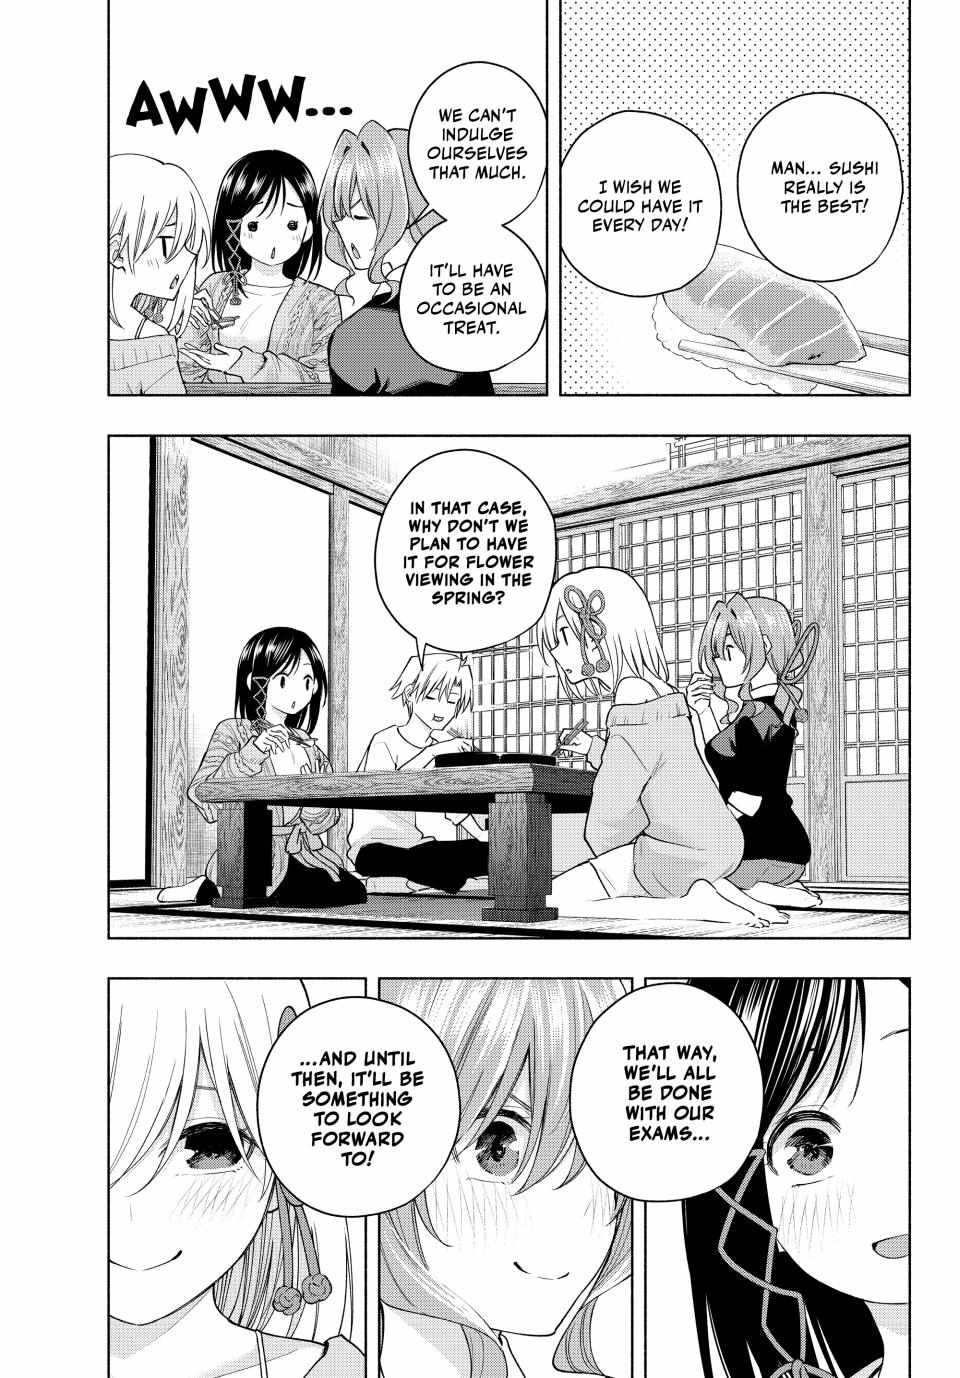 MAN... SUSHI
REALLY IS
THE BEST!
I WISH WE
COULD HAVE IT
EVERY DAY!
WE CAN'T
INDULGE
OURSELVES
THAT MUCH.
IT'LL HAVE
TO BE AN
OCCASIONAL
TREAT.
AWWW...
IN THAT CASE,
WHY DON'T WE
PLAN TO HAVE
IT FOR FLOWER
VIEWING IN THE
SPRING?
THAT WAY,
WE'LL ALL
BE DONE
WITH OUR
EXAMS...
...AND UNTIL
THEN, IT'LL BE
SOMETHING
TO LOOK
FORWARD
TO!